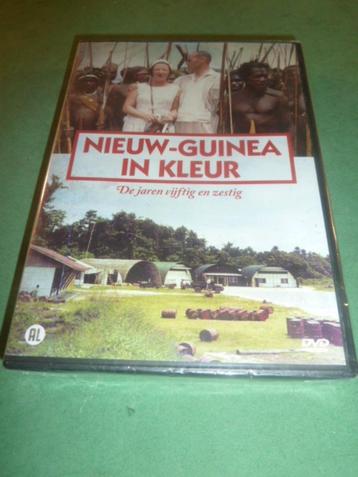 NIEUW-GUINEA
IN KLEUR
De jaren vijftig en zestig
AL
DVD